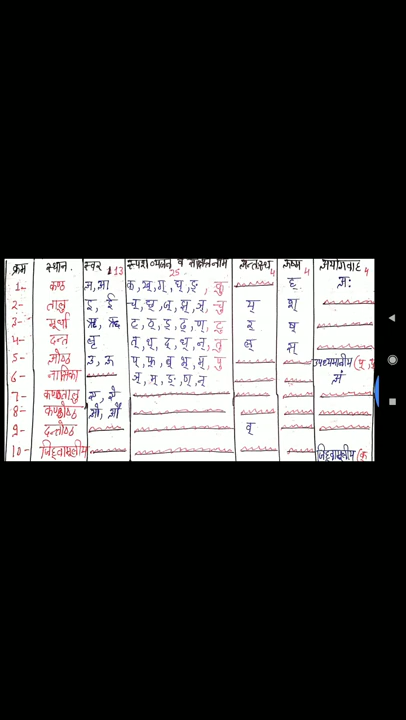 क्रम स्थान स्वर 13 स्पर्श व्यञ्जन व सांकेतिक नाम 25 अन्तःस्थ 4 ऊष्म 4 अयोगवाह 4
1- कण्ठ अ, आ क, ख्, ग्, घ्, ङ्, कु ह् अः
2- तालु इ, ई च्, छ्, ज्, झ्, ञ्, चु य् श्
3- मूर्धा ऋ, ॠ ट्, ठ्, ड्, ढ्, ण्, टु र् ष्
4- दन्त लृ त्, थ्, द्, ध्, न्, तु ल् स्
5- ओष्ठ उ, ऊ प्, फ्, ब्, भ्, म्, पु उपध्मानीय
6- नासिका ञ्, म्, ङ्, ण्, न् अं
7- कण्ठतालु ए, ऐ
8- कण्ठोष्ठ ओ, औ
9- दन्तोष्ठ व्
10- जिह्वामूलीय जिह्वामूलीय